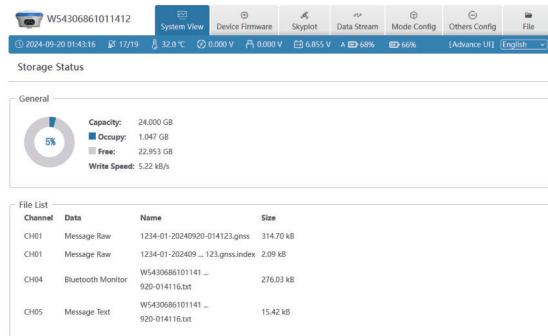 W54306861011412
System View
Device Firmware
Skyplot
Data Stream
Mode Config
Others Config
File
2024-09-20 01:43:16 17/19 32.0 °C 0.000 V 0.000 V 6.855 V A 68% 66% [Advance UI] English
Storage Status
General
5%
Capacity: 24.000 GB
Occupy: 1.047 GB
Free: 22.953 GB
Write Speed: 5.22 kB/s
File List
Channel Data Name Size
CH01 Message Raw 1234-01-20240920-014123.gnss 314.70 kB
CH01 Message Raw 1234-01-202409 ... 123.gnss.index 2.09 kB
CH04 Bluetooth Monitor W5430686101141 ... 276.03 kB
920-014116.txt
CH05 Message Text W5430686101141 ... 15.42 kB
920-014116.txt